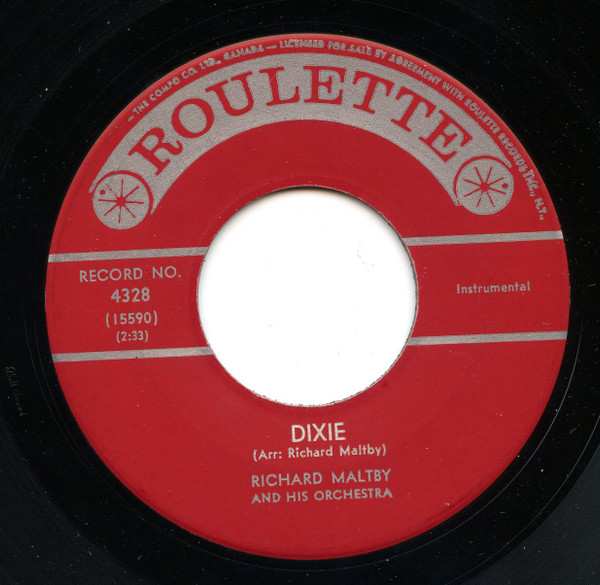 —THE COMPO CO. LTD., CANADA — LICENSED FOR SALE BY AGREEMENT WITH ROULETTE RECORDS INC., N.Y.—
ROULETTE
RECORD NO.
4328
(15590)
(2:33)
Instrumental
DIXIE
(Arr: Richard Maltby)
RICHARD MALTBY
AND HIS ORCHESTRA